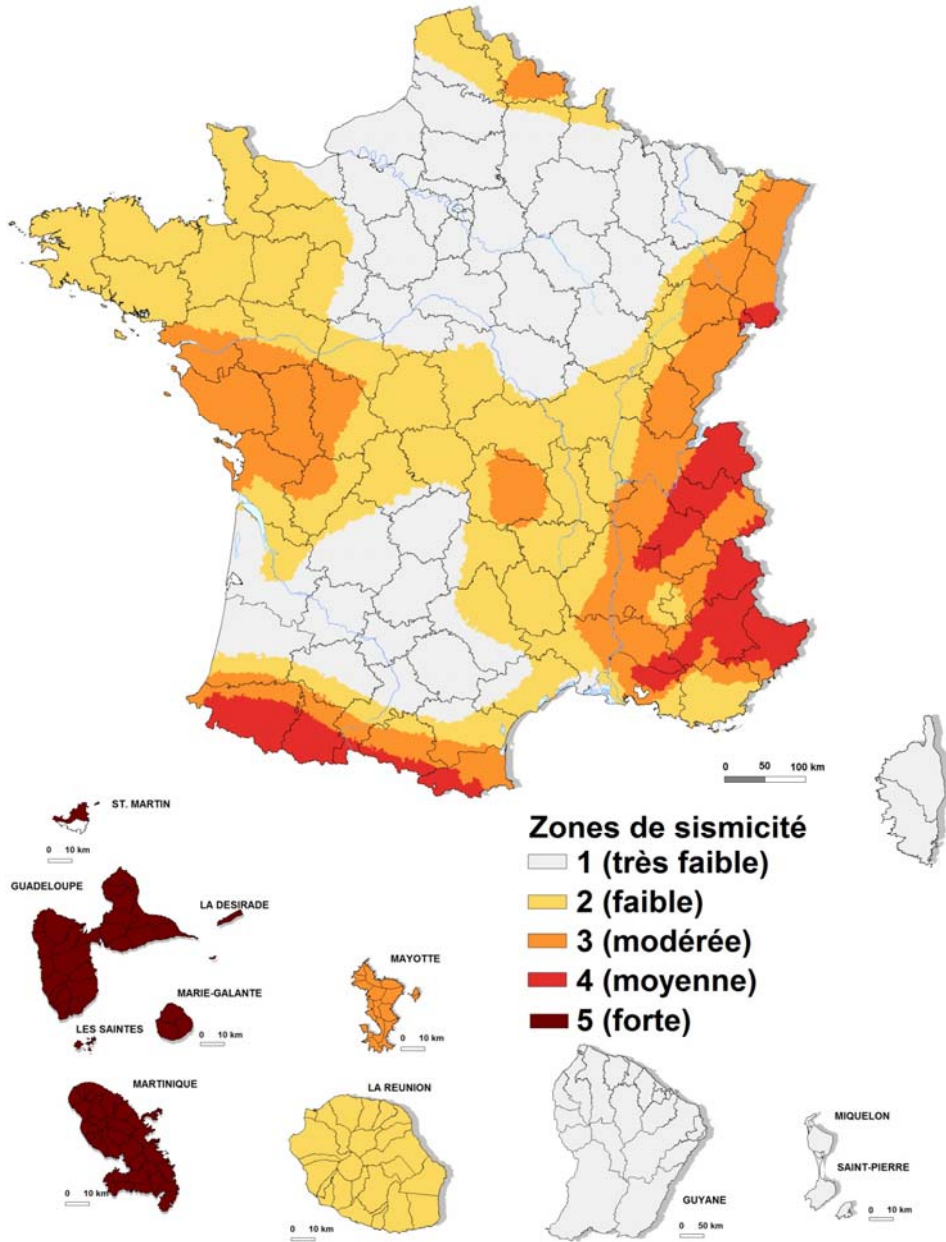 0 50 100 km
ST. MARTIN
0 10 km
GUADELOUPE
LA DESIRADE
MARIE-GALANTE
0 10 km
LES SAINTES
MARTINIQUE
0 10 km
MAYOTTE
0 10 km
LA REUNION
0 10 km
Zones de sismicité
1 (très faible)
2 (faible)
3 (modérée)
4 (moyenne)
5 (forte)
GUYANE
0 50 km
MIQUELON
SAINT-PIERRE
0 10 km